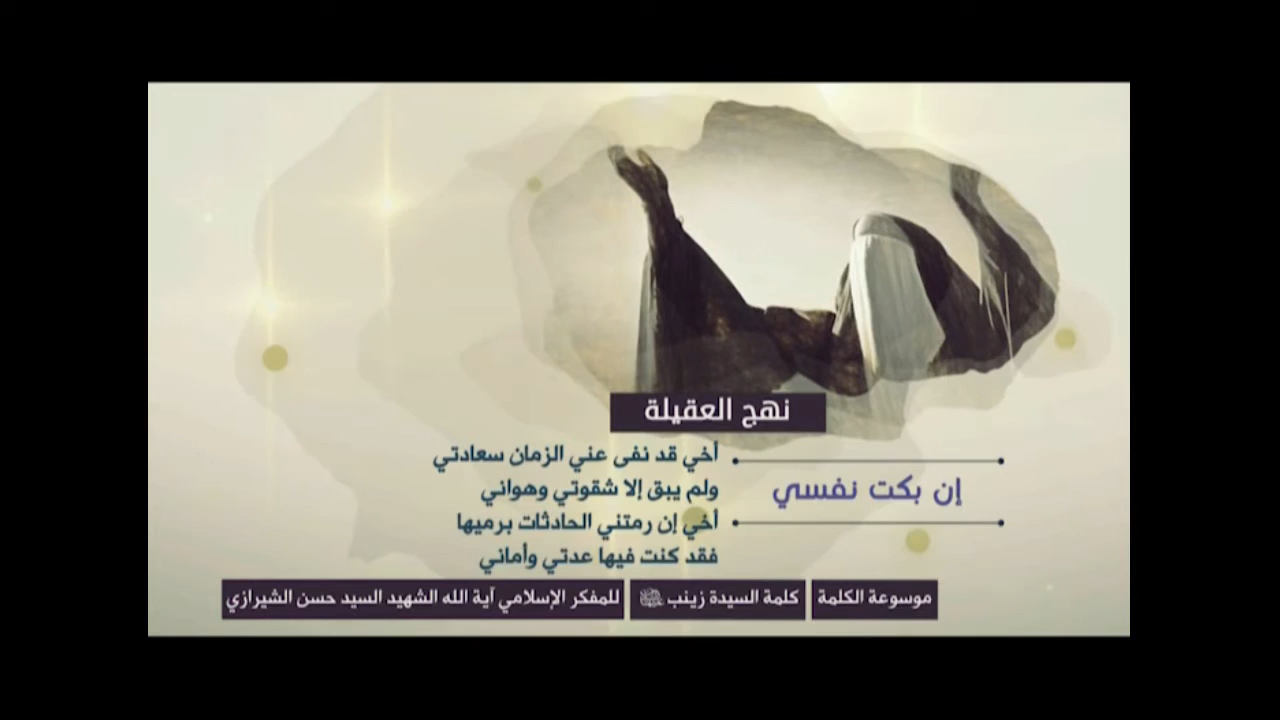 نهج العقيلة
إن بكت نفسي
أخي قد نفى عني الزمان سعادتي
ولم يبق إلا شقوتي وهواني
أخي إن رمتني الحادثات برميها
فقد كنت فيها عدتي وأماني
موسوعة الكلمة
كلمة السيدة زينب
للمفكر الإسلامي آية الله الشهيد السيد حسن الشيرازي